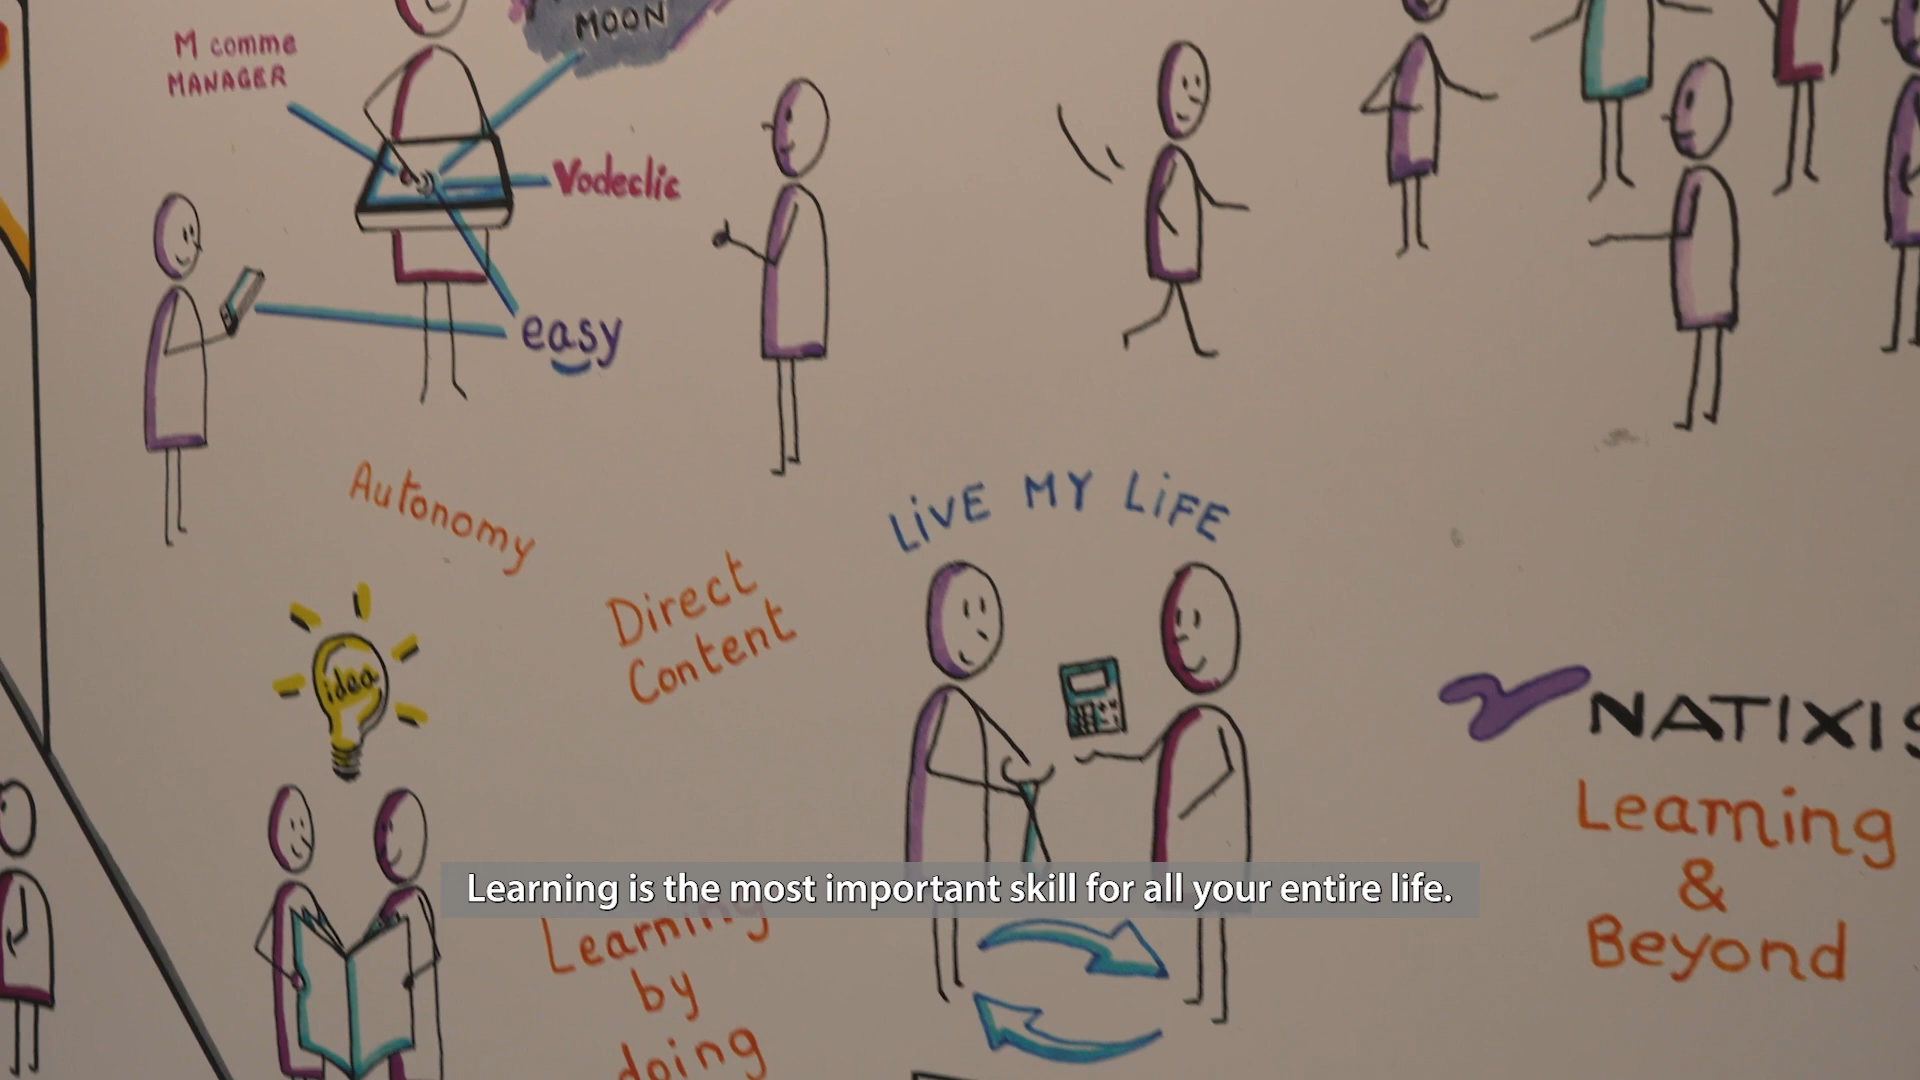 MOON
M comme
MANAGER
Vodeclic
easy
Autonomy
LiVE MY LiFE
Direct
Content
idea
NATIXIS
Learning
&
Beyond
Learning is the most important skill for all your entire life.
Learning
by
doing